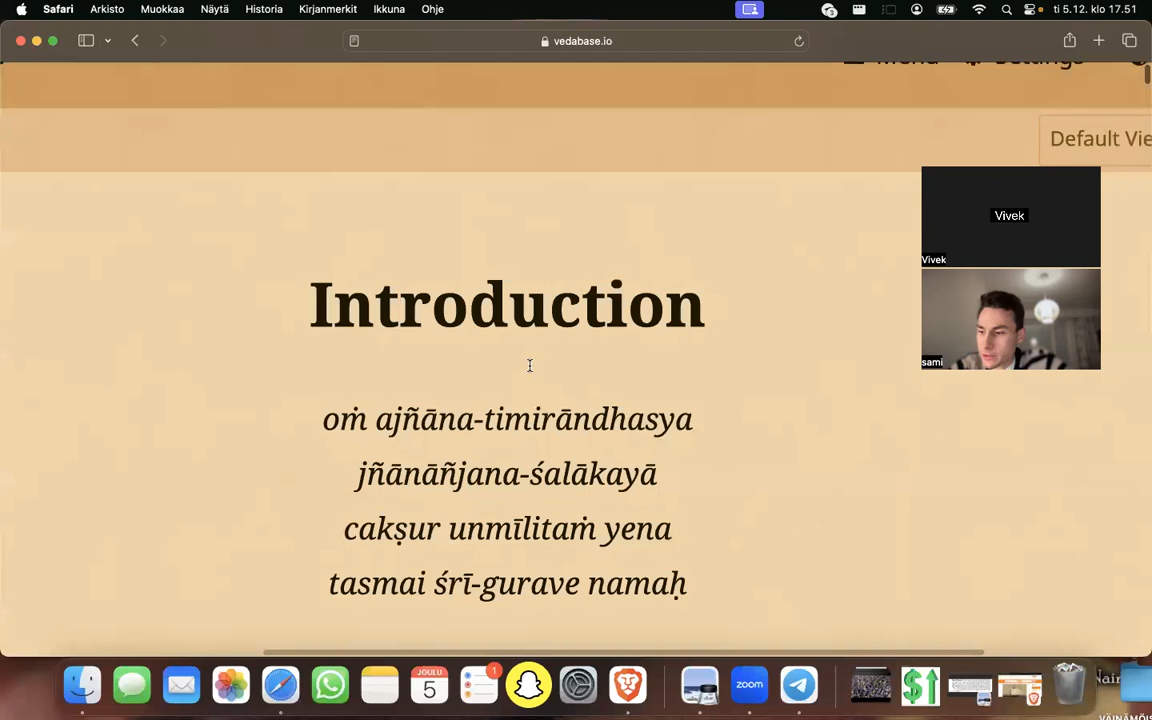 Safari Arkisto Muokkaa Näytä Historia Kirjanmerkit Ikkuna Ohje ti 5.12. klo 17.51
vedabase.io
Menu Settings
Default Vie
Introduction
oṁ ajñāna-timirāndhasya
jñānāñjana-śalākayā
cakṣur unmīlitaṁ yena
tasmai śrī-gurave namaḥ
Vivek
Vivek
sami
JOULU
5
1
zoom